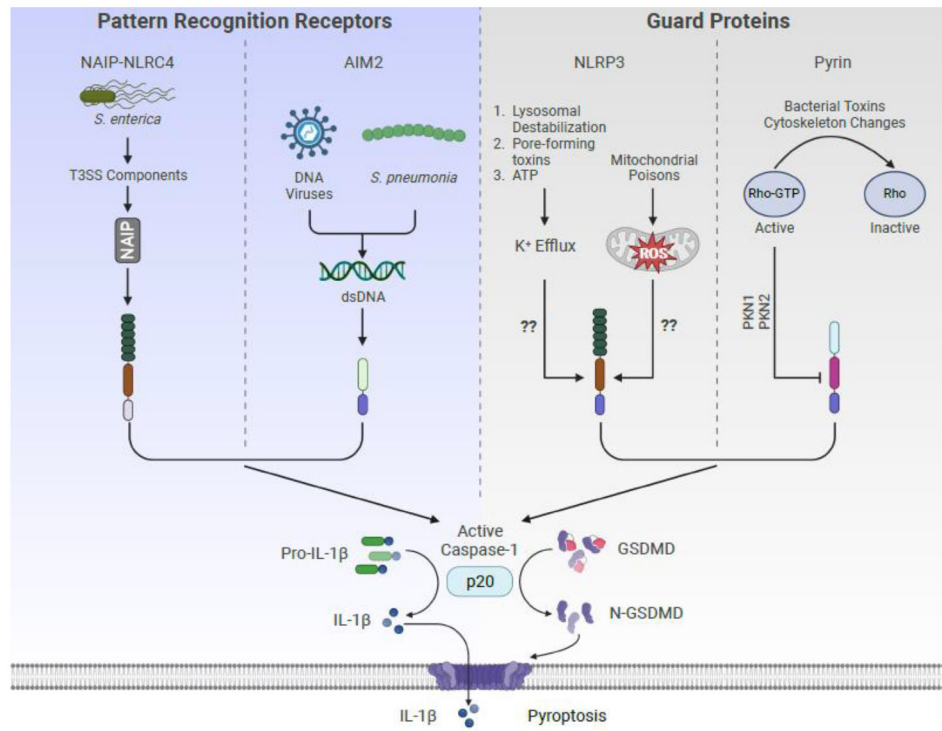 Pattern Recognition Receptors
Guard Proteins
NAIP-NLRC4
AIM2
NLRP3
Pyrin
S. enterica
T3SS Components
NAIP
DNA
Viruses
S. pneumonia
dsDNA
1. Lysosomal
Destabilization
2. Pore-forming
toxins
3. ATP
Mitochondrial
Poisons
K+ Efflux
ROS
??
??
Bacterial Toxins
Cytoskeleton Changes
Rho-GTP
Rho
Active
Inactive
PKN1
PKN2
Pro-IL-1β
Active
Caspase-1
p20
GSDMD
IL-1β
N-GSDMD
IL-1β
Pyroptosis